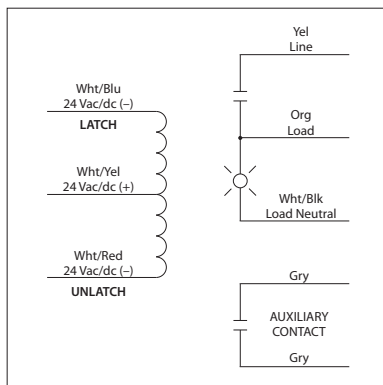 Wht/Blu
24 Vac/dc (–)
LATCH
Wht/Yel
24 Vac/dc (+)
Wht/Red
24 Vac/dc (–)
UNLATCH
Yel
Line
Org
Load
Wht/Blk
Load Neutral
Gry
AUXILIARY
CONTACT
Gry